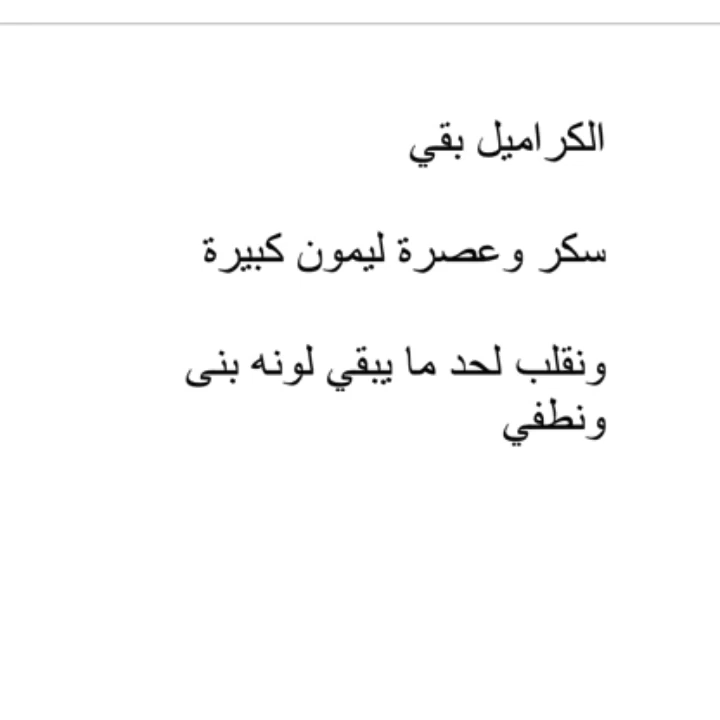 الكراميل بقي
سكر وعصرة ليمون كبيرة
ونقلب لحد ما يبقي لونه بنى
ونطفي